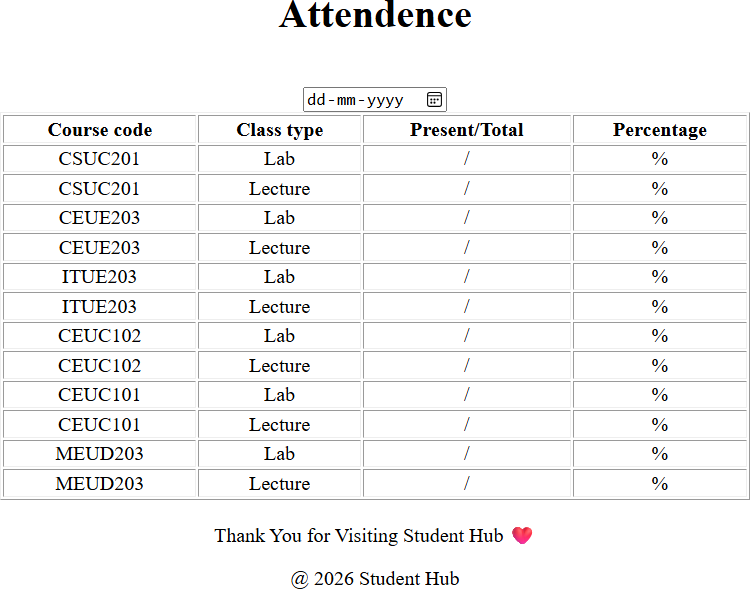 Attendence
dd-mm-yyyy
Course code Class type Present/Total Percentage
CSUC201 Lab / %
CSUC201 Lecture / %
CEUE203 Lab / %
CEUE203 Lecture / %
ITUE203 Lab / %
ITUE203 Lecture / %
CEUC102 Lab / %
CEUC102 Lecture / %
CEUC101 Lab / %
CEUC101 Lecture / %
MEUD203 Lab / %
MEUD203 Lecture / %
Thank You for Visiting Student Hub 💖
@ 2026 Student Hub